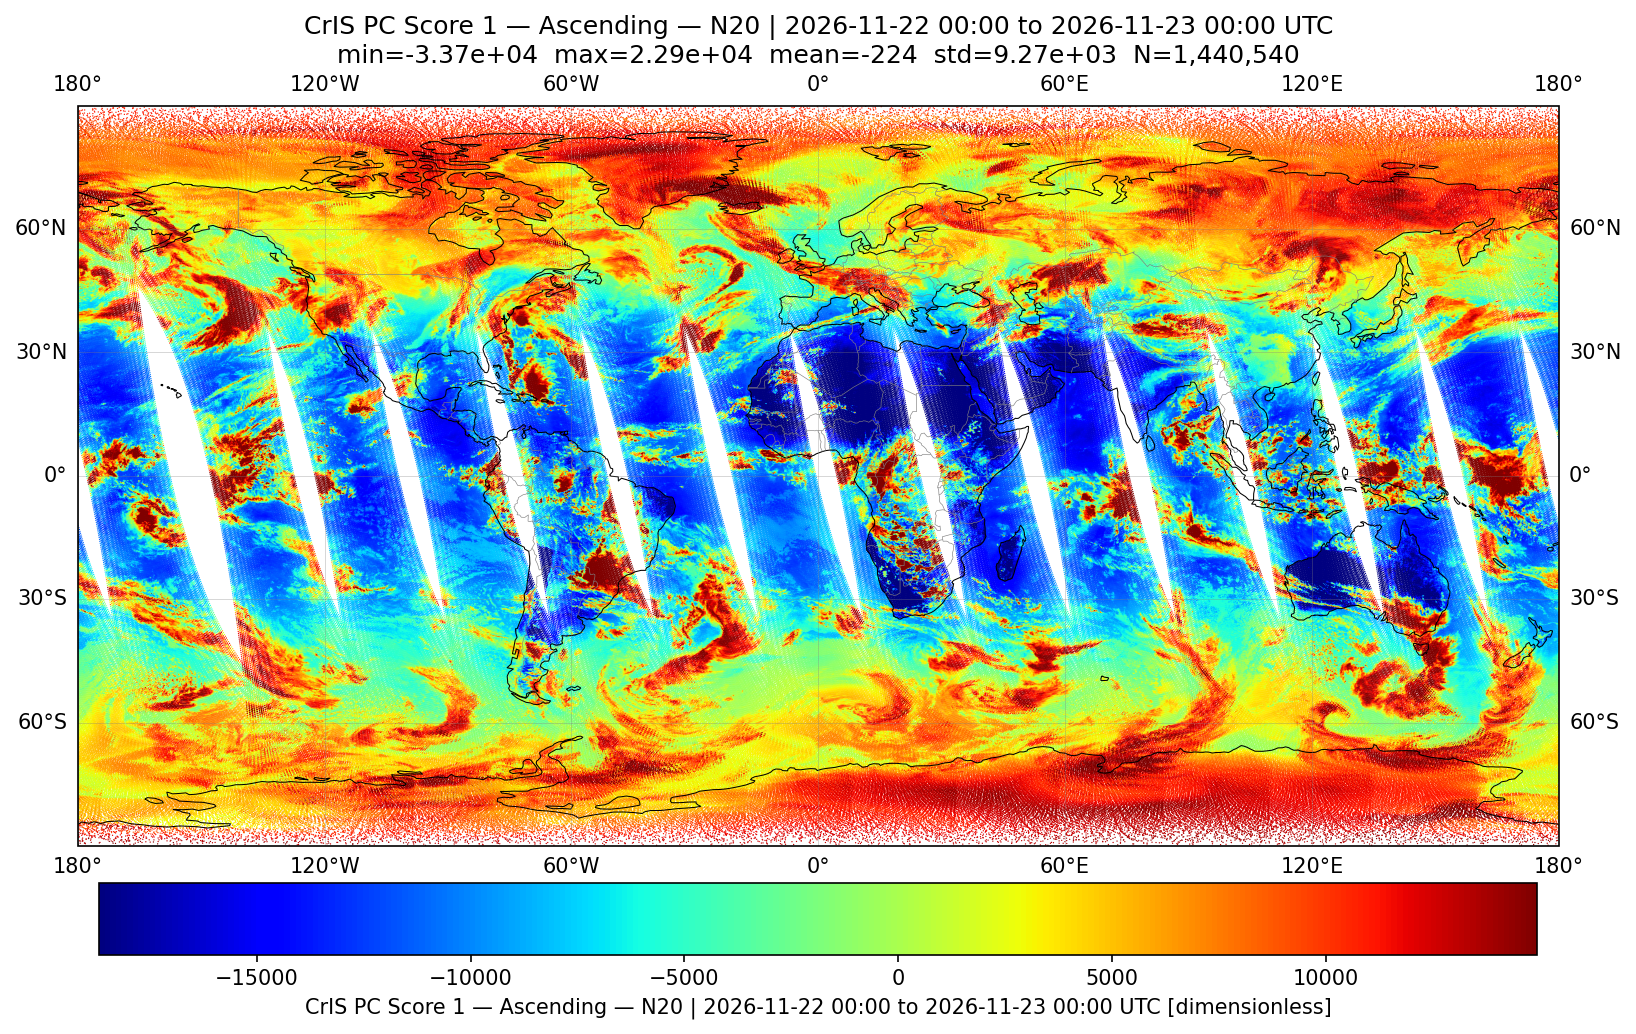 CrIS PC Score 1 — Ascending — N20 | 2026-11-22 00:00 to 2026-11-23 00:00 UTC
min=-3.37e+04  max=2.29e+04  mean=-224  std=9.27e+03  N=1,440,540
180° 120°W 60°W 0° 60°E 120°E 180°
60°N 60°N
30°N 30°N
0° 0°
30°S 30°S
60°S 60°S
180° 120°W 60°W 0° 60°E 120°E 180°
−15000 −10000 −5000 0 5000 10000
CrIS PC Score 1 — Ascending — N20 | 2026-11-22 00:00 to 2026-11-23 00:00 UTC [dimensionless]